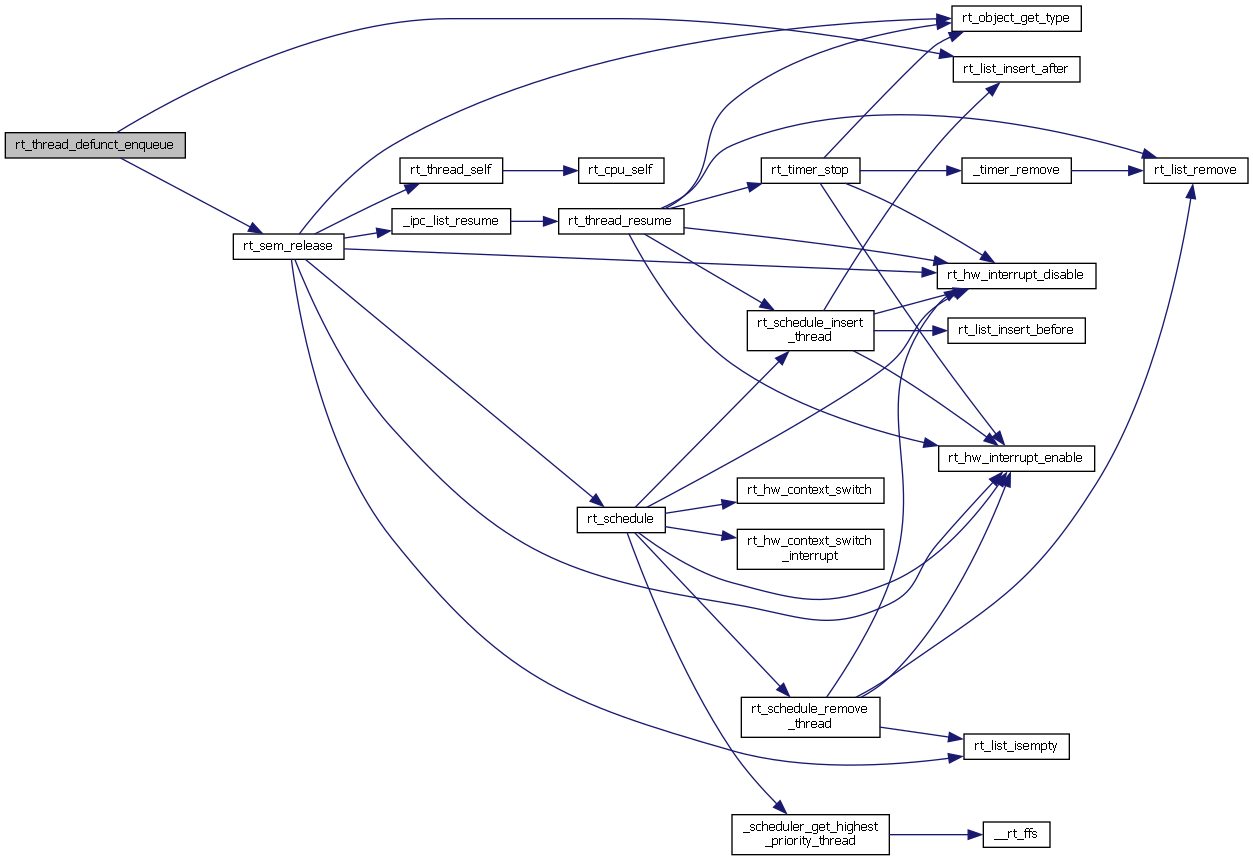 rt_object_get_type
rt_list_insert_after
rt_thread_defunct_enqueue
rt_thread_self
rt_cpu_self
rt_timer_stop
_timer_remove
rt_list_remove
_ipc_list_resume
rt_thread_resume
rt_sem_release
rt_hw_interrupt_disable
rt_schedule_insert
_thread
rt_list_insert_before
rt_hw_interrupt_enable
rt_hw_context_switch
rt_schedule
rt_hw_context_switch
_interrupt
rt_schedule_remove
_thread
rt_list_isempty
_scheduler_get_highest
_priority_thread
__rt_ffs